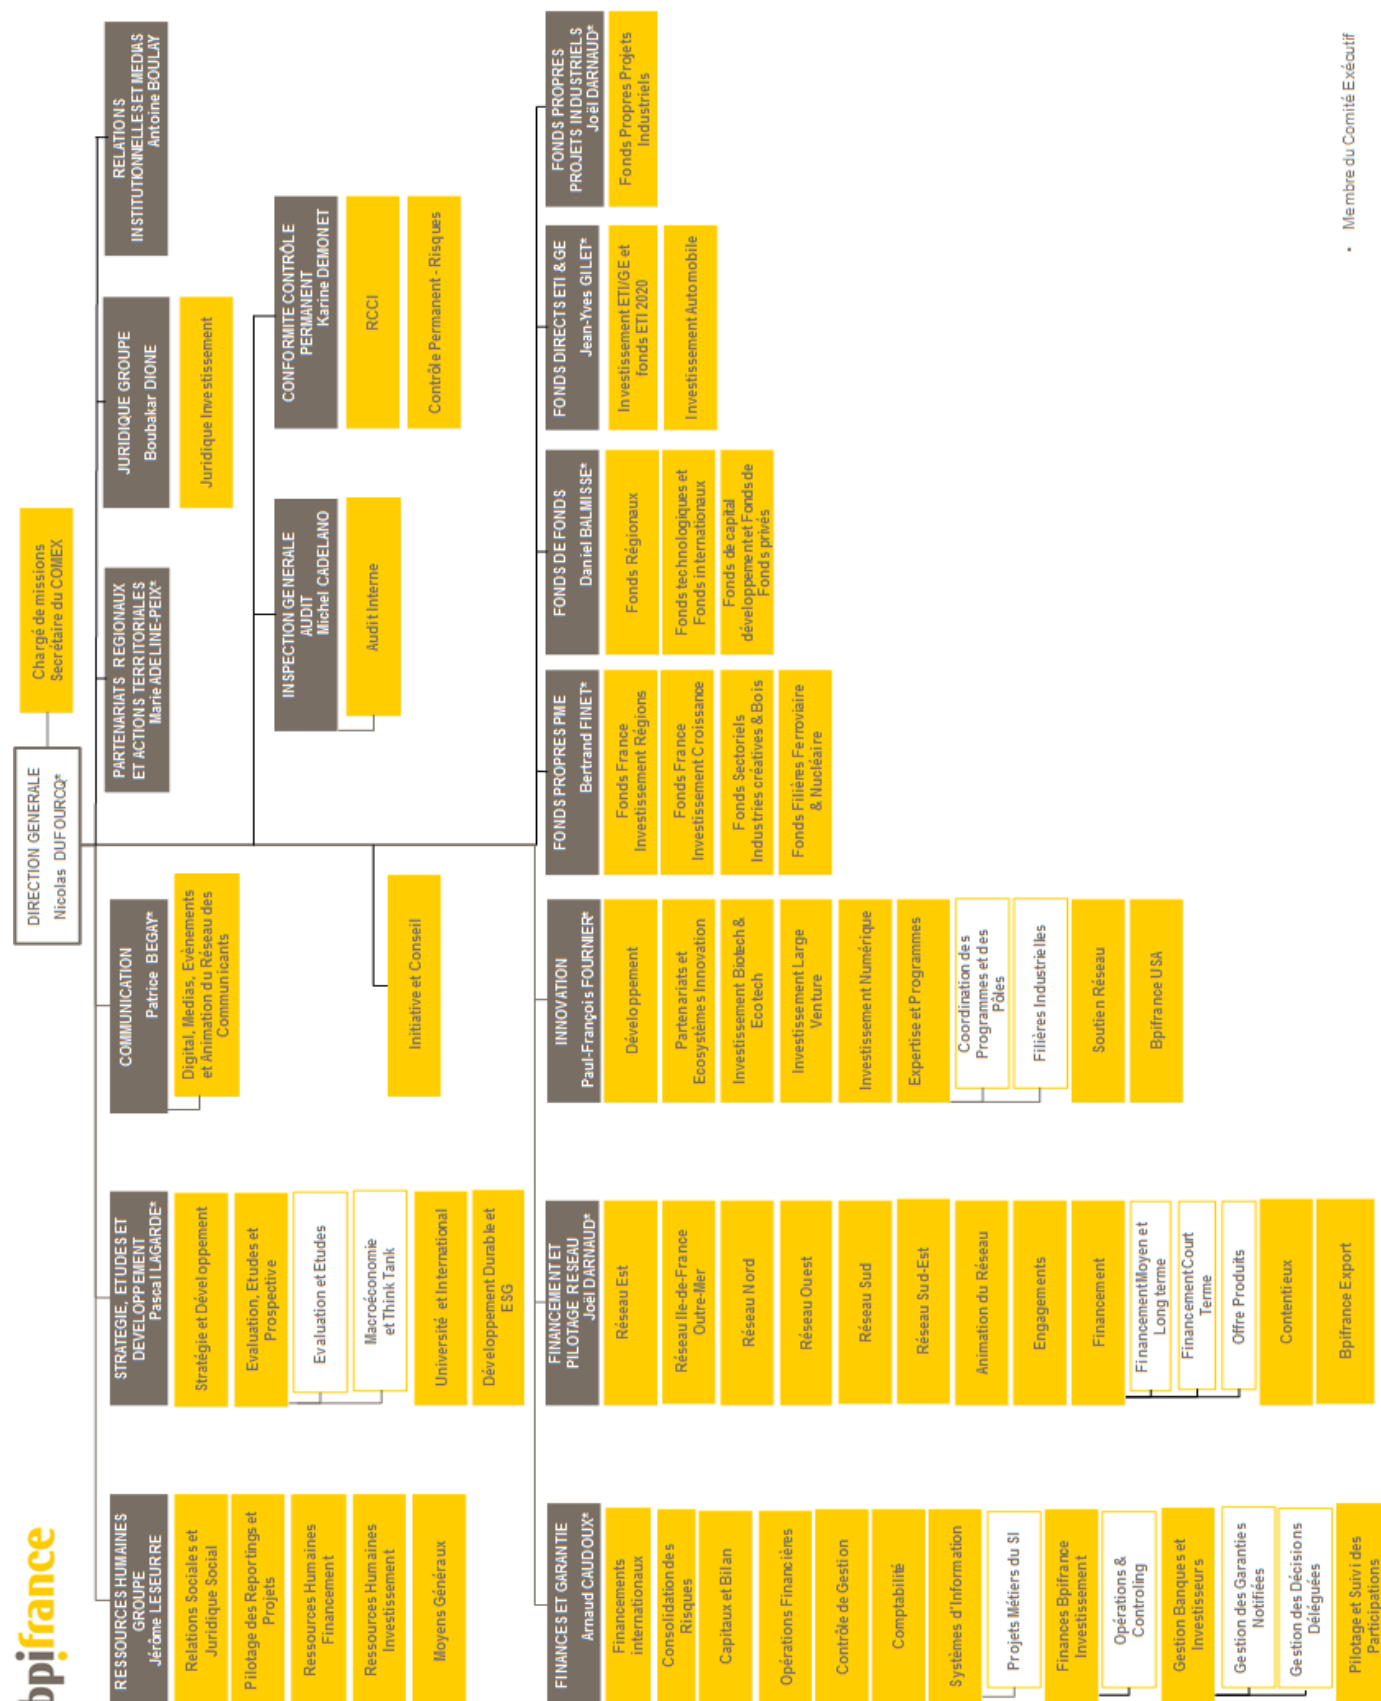 bpifrance
DIRECTION GENERALE
Nicolas DUFOURCQ*
Chargé de missions
Secrétaire du COMEX
RESSOURCES HUMAINES
GROUPE
Jérôme LESEURRE
Relations Sociales et
Juridique Social
Pilotage des Reportings et
Projets
Ressources Humaines
Financement
Ressources Humaines
Investissement
Moyens Généraux
STRATEGIE, ETUDES ET
DEVELOPPEMENT
Pascal LAGARDE*
Stratégie et Développement
Evaluation, Etudes et
Prospective
Evaluation et Etudes
Macroéconomie
et Think Tank
Université et International
Développement Durable et
ESG
COMMUNICATION
Patrice BEGAY*
Digital, Medias, Evènements
et Animation du Réseau des
Communicants
PARTENARIATS REGIONAUX
ET ACTIONS TERRITORIALES
Marie ADELINE-PEIX*
JURIDIQUE GROUPE
Boubakar DIONE
Juridique Investissement
RELATIONS
INSTITUTIONNELLES ET MEDIAS
Antoine BOULAY
INSPECTION GENERALE
AUDIT
Michel CADELANO
Audit Interne
CONFORMITE CONTRÔLE
PERMANENT
Karine DEMONET
RCCI
Contrôle Permanent - Risques
Initiative et Conseil
FINANCES ET GARANTIE
Arnaud CAUDOUX*
Financements
internationaux
Consolidation des
Risques
Capitaux et Bilan
Opérations Financières
Contrôle de Gestion
Comptabilité
Systèmes d'Information
Projets Métiers du SI
Finances Bpifrance
Investissement
Opérations &
Controling
Gestion Banques et
Investisseurs
Gestion des Garanties
Notifiées
Gestion des Décisions
Déléguées
Pilotage et Suivi des
Participations
FINANCEMENT ET
PILOTAGE RESEAU
Joël DARNAUD*
Réseau Est
Réseau Ile-de-France
Outre-Mer
Réseau Nord
Réseau Ouest
Réseau Sud
Réseau Sud-Est
Animation du Réseau
Engagements
Financement
Financement Moyen et
Long terme
Financement Court
Terme
Offre Produits
Contentieux
Bpifrance Export
INNOVATION
Paul-François FOURNIER*
Développement
Partenariats et
Ecosystèmes Innovation
Investissement Biotech &
Ecotech
Investissement Large
Venture
Investissement Numérique
Expertise et Programmes
Coordination des
Programmes et des
Pôles
Filières Industrielles
Soutien Réseau
Bpifrance USA
FONDS PROPRES PME
Bertrand FINET*
Fonds France
Investissement Régions
Fonds France
Investissement Croissance
Fonds Sectoriels
Industries créatives & Bois
Fonds Filières Ferroviaire
& Nucléaire
FONDS DE FONDS
Daniel BALMISSE*
Fonds Régionaux
Fonds technologiques et
Fonds internationaux
Fonds de capital
développement et Fonds de
Fonds privés
FONDS DIRECTS ETI & GE
Jean-Yves GILET*
Investissement ETI/GE et
fonds ETI 2020
Investissement Automobile
FONDS PROPRES
PROJETS INDUSTRIELS
Joël DARNAUD*
Fonds Propres Projets
Industriels
• Membre du Comité Exécutif